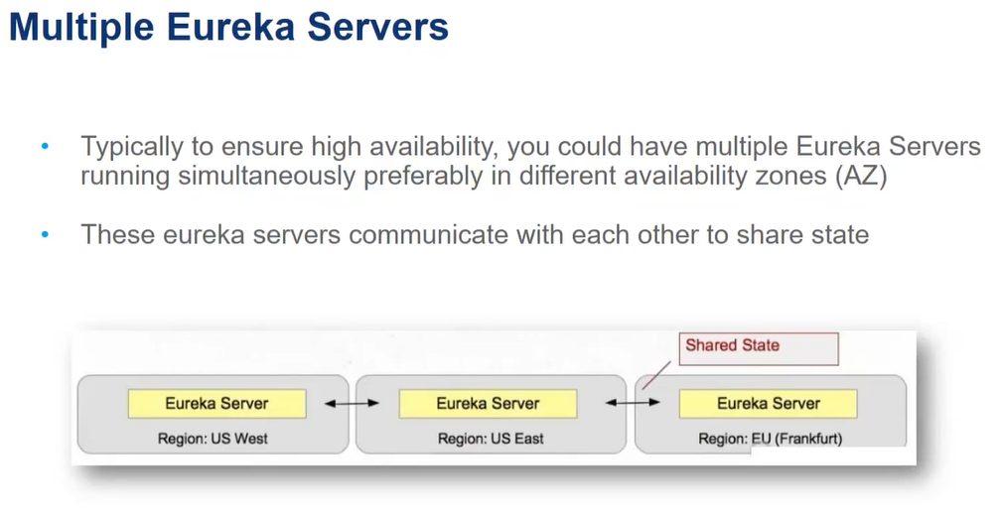 Multiple Eureka Servers
• Typically to ensure high availability, you could have multiple Eureka Servers
running simultaneously preferably in different availability zones (AZ)
• These eureka servers communicate with each other to share state
Shared State
Eureka Server
Eureka Server
Eureka Server
Region: US West
Region: US East
Region: EU (Frankfurt)